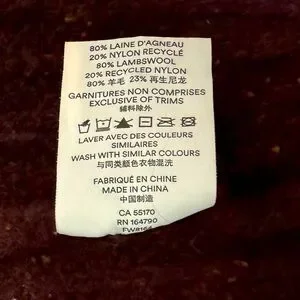 80% LAINE D'AGNEAU
20% NYLON RECYCLÉ
80% LAMBSWOOL
20% RECYCLED NYLON
80% 羊毛 23% 再生尼龙
GARNITURES NON COMPRISES
EXCLUSIVE OF TRIMS
辅料除外
LAVER AVEC DES COULEURS
SIMILAIRES
WASH WITH SIMILAR COLOURS
与同类颜色衣物混洗
FABRIQUÉ EN CHINE
MADE IN CHINA
中国制造
CA 55170
RN 164790